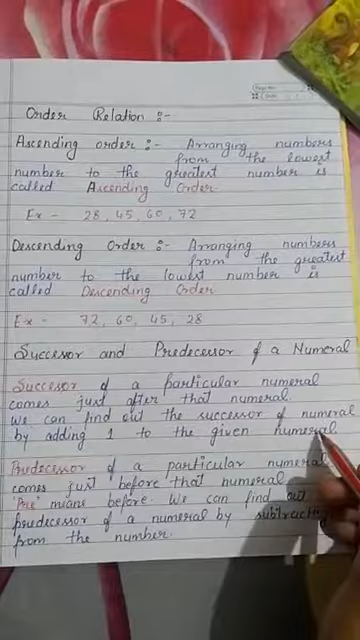 Order Relation :-
Ascending order :- Arranging numbers
from the lowest
number to the greatest number is
called Ascending Order.
Ex - 28, 45, 60, 72
Descending Order :- Arranging numbers
from the greatest
number to the lowest number is
called Descending Order
Ex - 72, 60, 45, 28
Successor and Predecessor of a Numeral
Successor of a particular numeral
comes just after that numeral.
We can find out the successor of numeral
by adding 1 to the given numeral.
Predecessor of a particular numeral
comes just before that numeral
'Pre' means before. We can find out
predecessor of a numeral by subtracting
from the number.